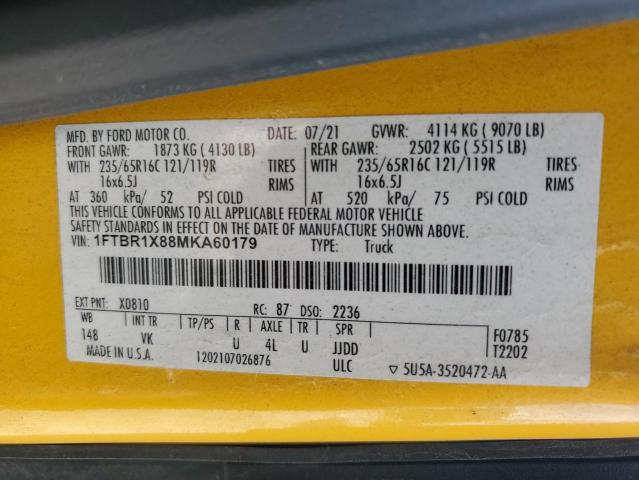 MFD. BY FORD MOTOR CO. 07/21 GVWR: 4114 KG ( 9070 LB)
FRONT GAWR: 1873 KG ( 4130 LB) REAR GAWR: 2502 KG ( 5515 LB)
WITH 235/65R16C 121/119R TIRES WITH 235/65R16C 121/119R TIRES
16x6.5J RIMS 16x6.5J RIMS
AT 360 kPa/ 52 PSI COLD AT 520 kPa/ 75 PSI COLD
THIS VEHICLE CONFORMS TO ALL APPLICABLE FEDERAL MOTOR VEHICLE
SAFETY STANDARDS IN EFFECT ON THE DATE OF MANUFACTURE SHOWN ABOVE.
VIN: 1FTBR1X88MKA60179 TYPE: Truck
EXT PNT: X0810 RC: 87 DSO: 2236
WB INT TR TP/PS R AXLE TR SPR F0785
148 VK U 4L U JJDD T2202
MADE IN U.S.A. 1202107026876 ULC ▽ 5U5A-3520472-AA